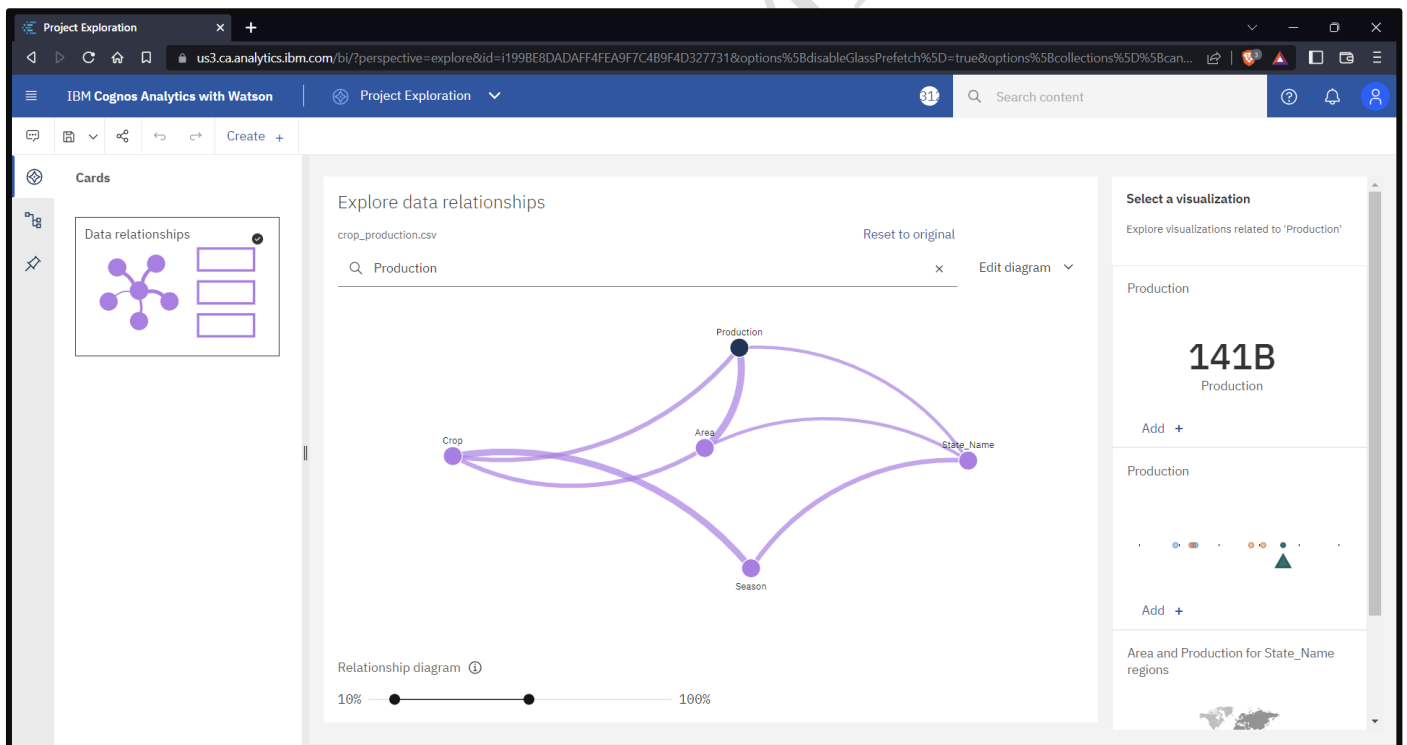 Project Exploration
us3.ca.analytics.ibm.com/bi/?perspective=explore&id=i199BE8DADAFF4FEA9F7C4B9F4D327731&options%5BdisableGlassPrefetch%5D=true&options%5Bcollections%5D%5Bcan...
IBM Cognos Analytics with Watson
Project Exploration
Search content
Create +
Cards
Data relationships
Explore data relationships
crop_production.csv
Reset to original
Production
Edit diagram
Production
Crop
Area
State_Name
Season
Relationship diagram
10%
100%
Select a visualization
Explore visualizations related to 'Production'
Production
141B
Production
Add +
Production
Add +
Area and Production for State_Name
regions